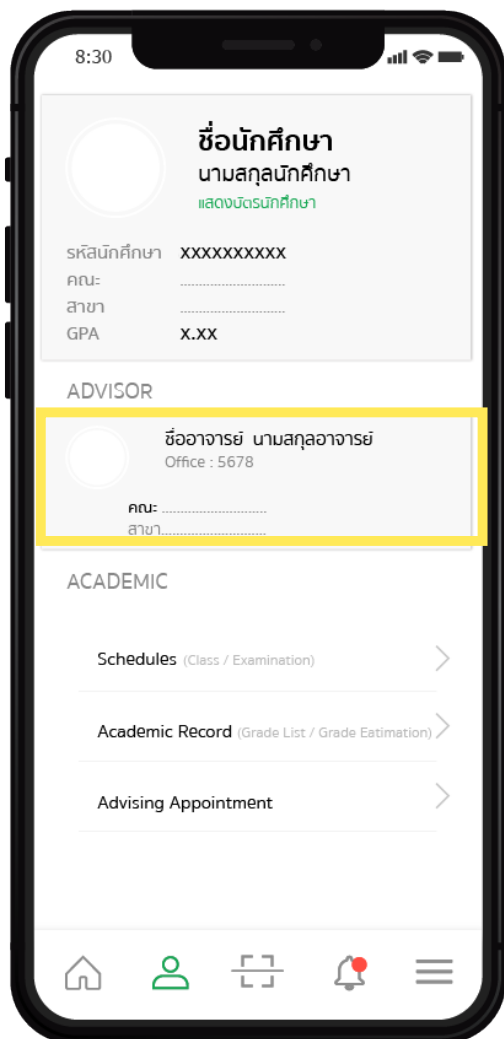 8:30
ชื่อนักศึกษา
นามสกุลนักศึกษา
แสดงบัตรนักศึกษา
รหัสนักศึกษา xxxxxxxxxx
คณะ ............................
สาขา ............................
GPA x.xx
ADVISOR
ชื่ออาจารย์ นามสกุลอาจารย์
Office : 5678
คณะ ............................
สาขา............................
ACADEMIC
Schedules (Class / Examination)
Academic Record (Grade List / Grade Eatimation)
Advising Appointment